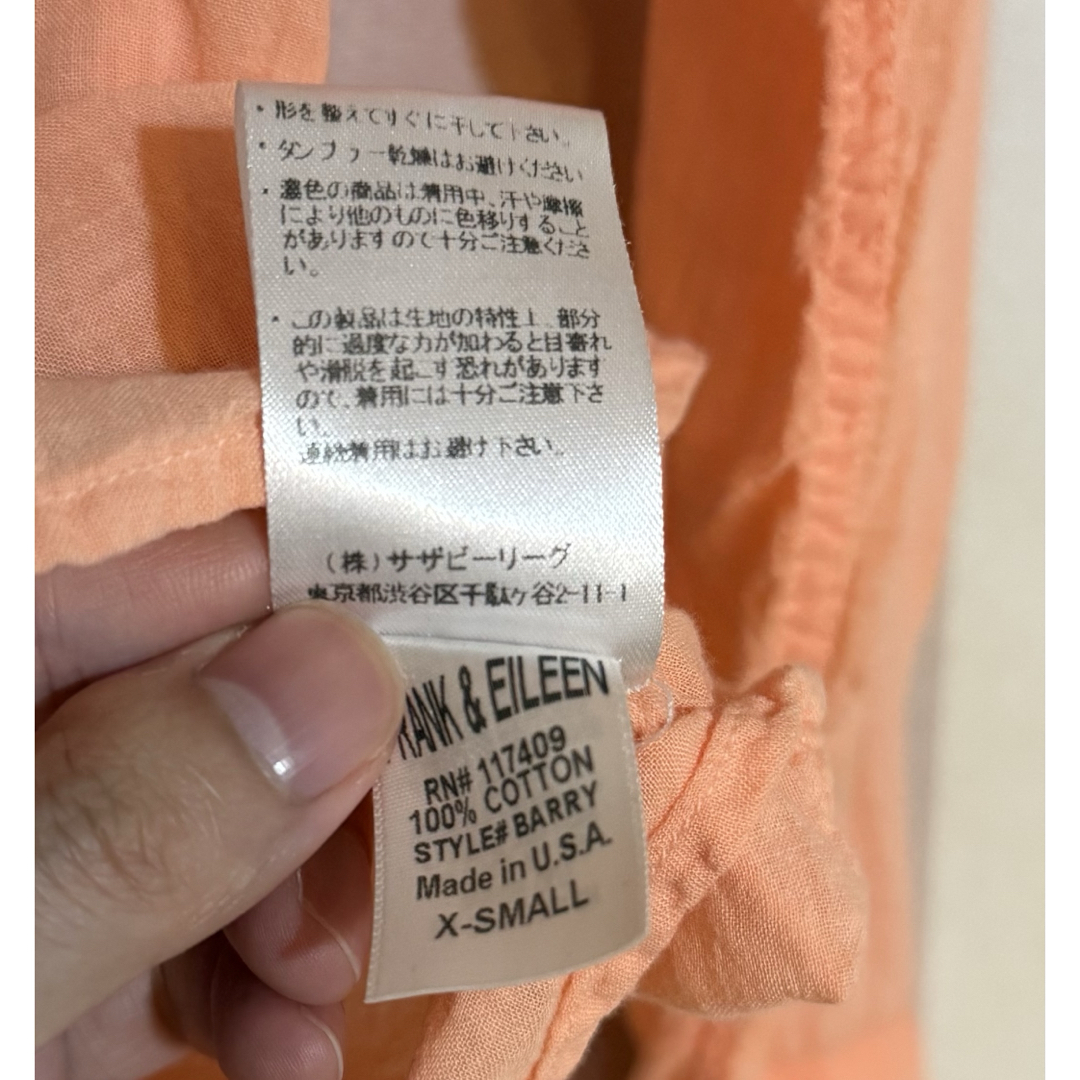 ・形を整えてすぐに干して下さい。
・タンブラー乾燥はお避けください
・濃色の商品は着用中、汗や摩擦
により他のものに色移りすること
がありますので十分ご注意くださ
い。
・この製品は生地の特性上、部分
的に過度な力が加わると目寄れ
や滑脱を起こす恐れがあります
ので、着用には十分ご注意下さ
い。
連続着用はお避け下さい。
(株)サザビーリーグ
東京都渋谷区千駄ヶ谷2-11-1
RANK & EILEEN
RN# 117409
100% COTTON
STYLE# BARRY
Made in U.S.A.
X-SMALL